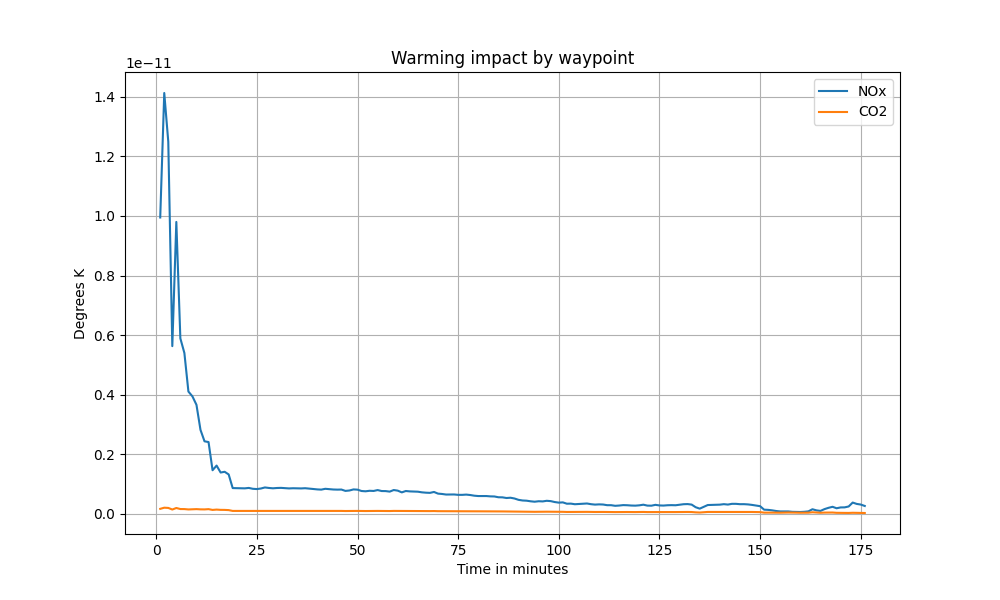 Warming impact by waypoint
1e−11
NOx
CO2
1.4
1.2
1.0
0.8
0.6
0.4
0.2
0.0
Degrees K
0 25 50 75 100 125 150 175
Time in minutes